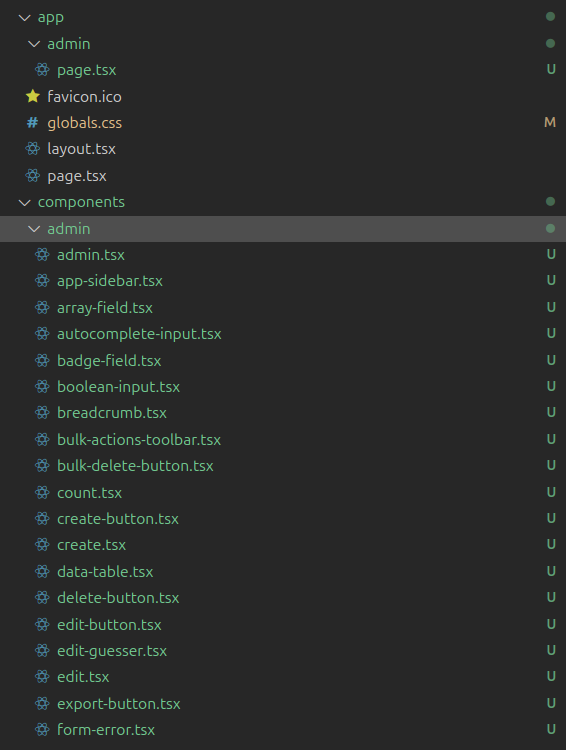 app
admin
page.tsx U
favicon.ico
# globals.css M
layout.tsx
page.tsx
components
admin
admin.tsx U
app-sidebar.tsx U
array-field.tsx U
autocomplete-input.tsx U
badge-field.tsx U
boolean-input.tsx U
breadcrumb.tsx U
bulk-actions-toolbar.tsx U
bulk-delete-button.tsx U
count.tsx U
create-button.tsx U
create.tsx U
data-table.tsx U
delete-button.tsx U
edit-button.tsx U
edit-guesser.tsx U
edit.tsx U
export-button.tsx U
form-error.tsx U